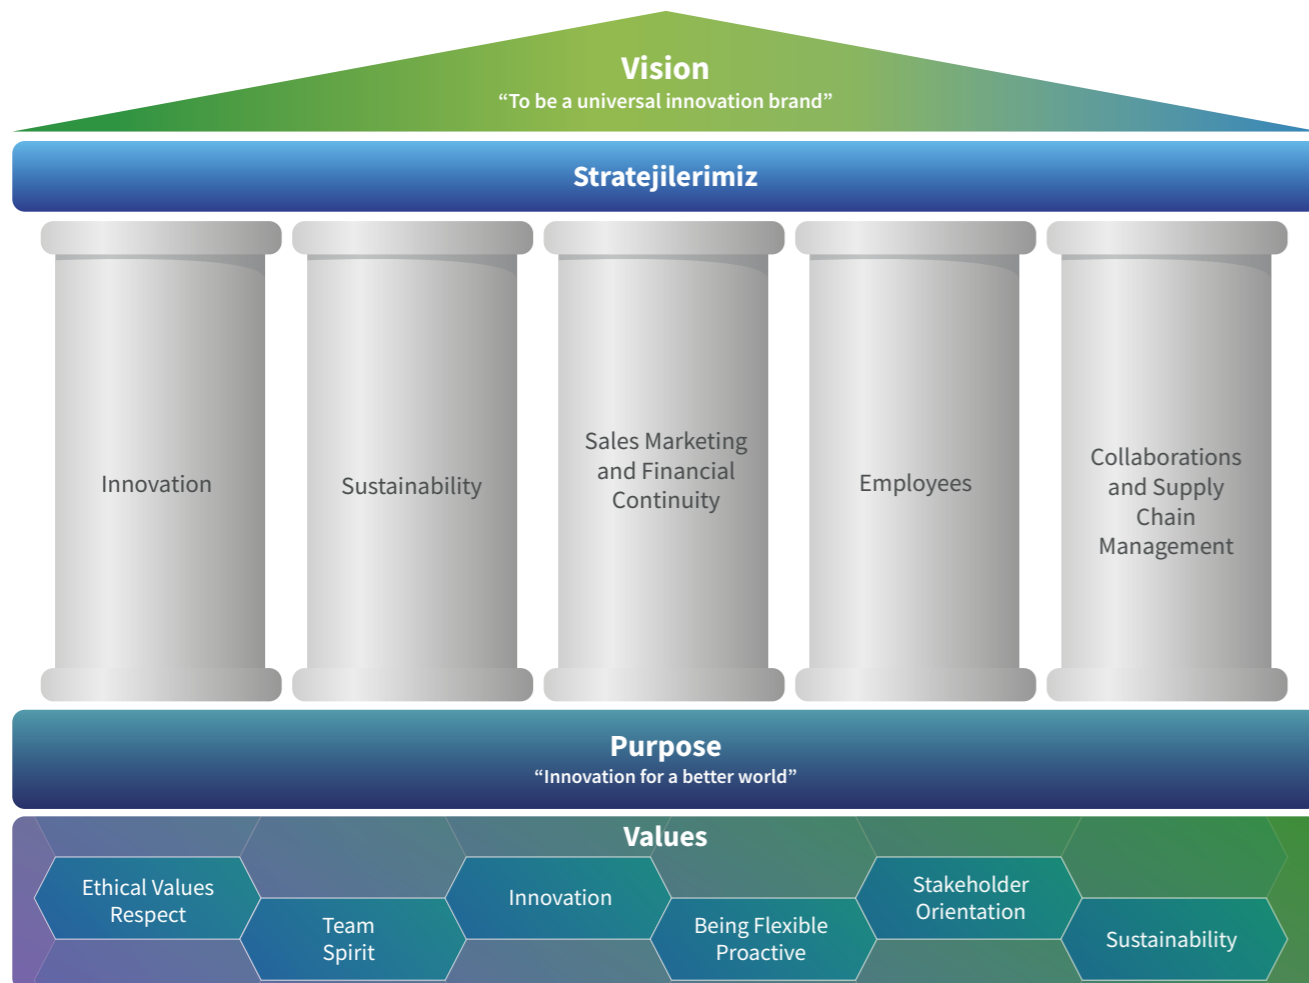 Vision
“To be a universal innovation brand”
Stratejilerimiz
Innovation
Sustainability
Sales Marketing
and Financial
Continuity
Employees
Collaborations
and Supply
Chain
Management
Purpose
“Innovation for a better world”
Values
Ethical Values
Respect
Team
Spirit
Innovation
Being Flexible
Proactive
Stakeholder
Orientation
Sustainability